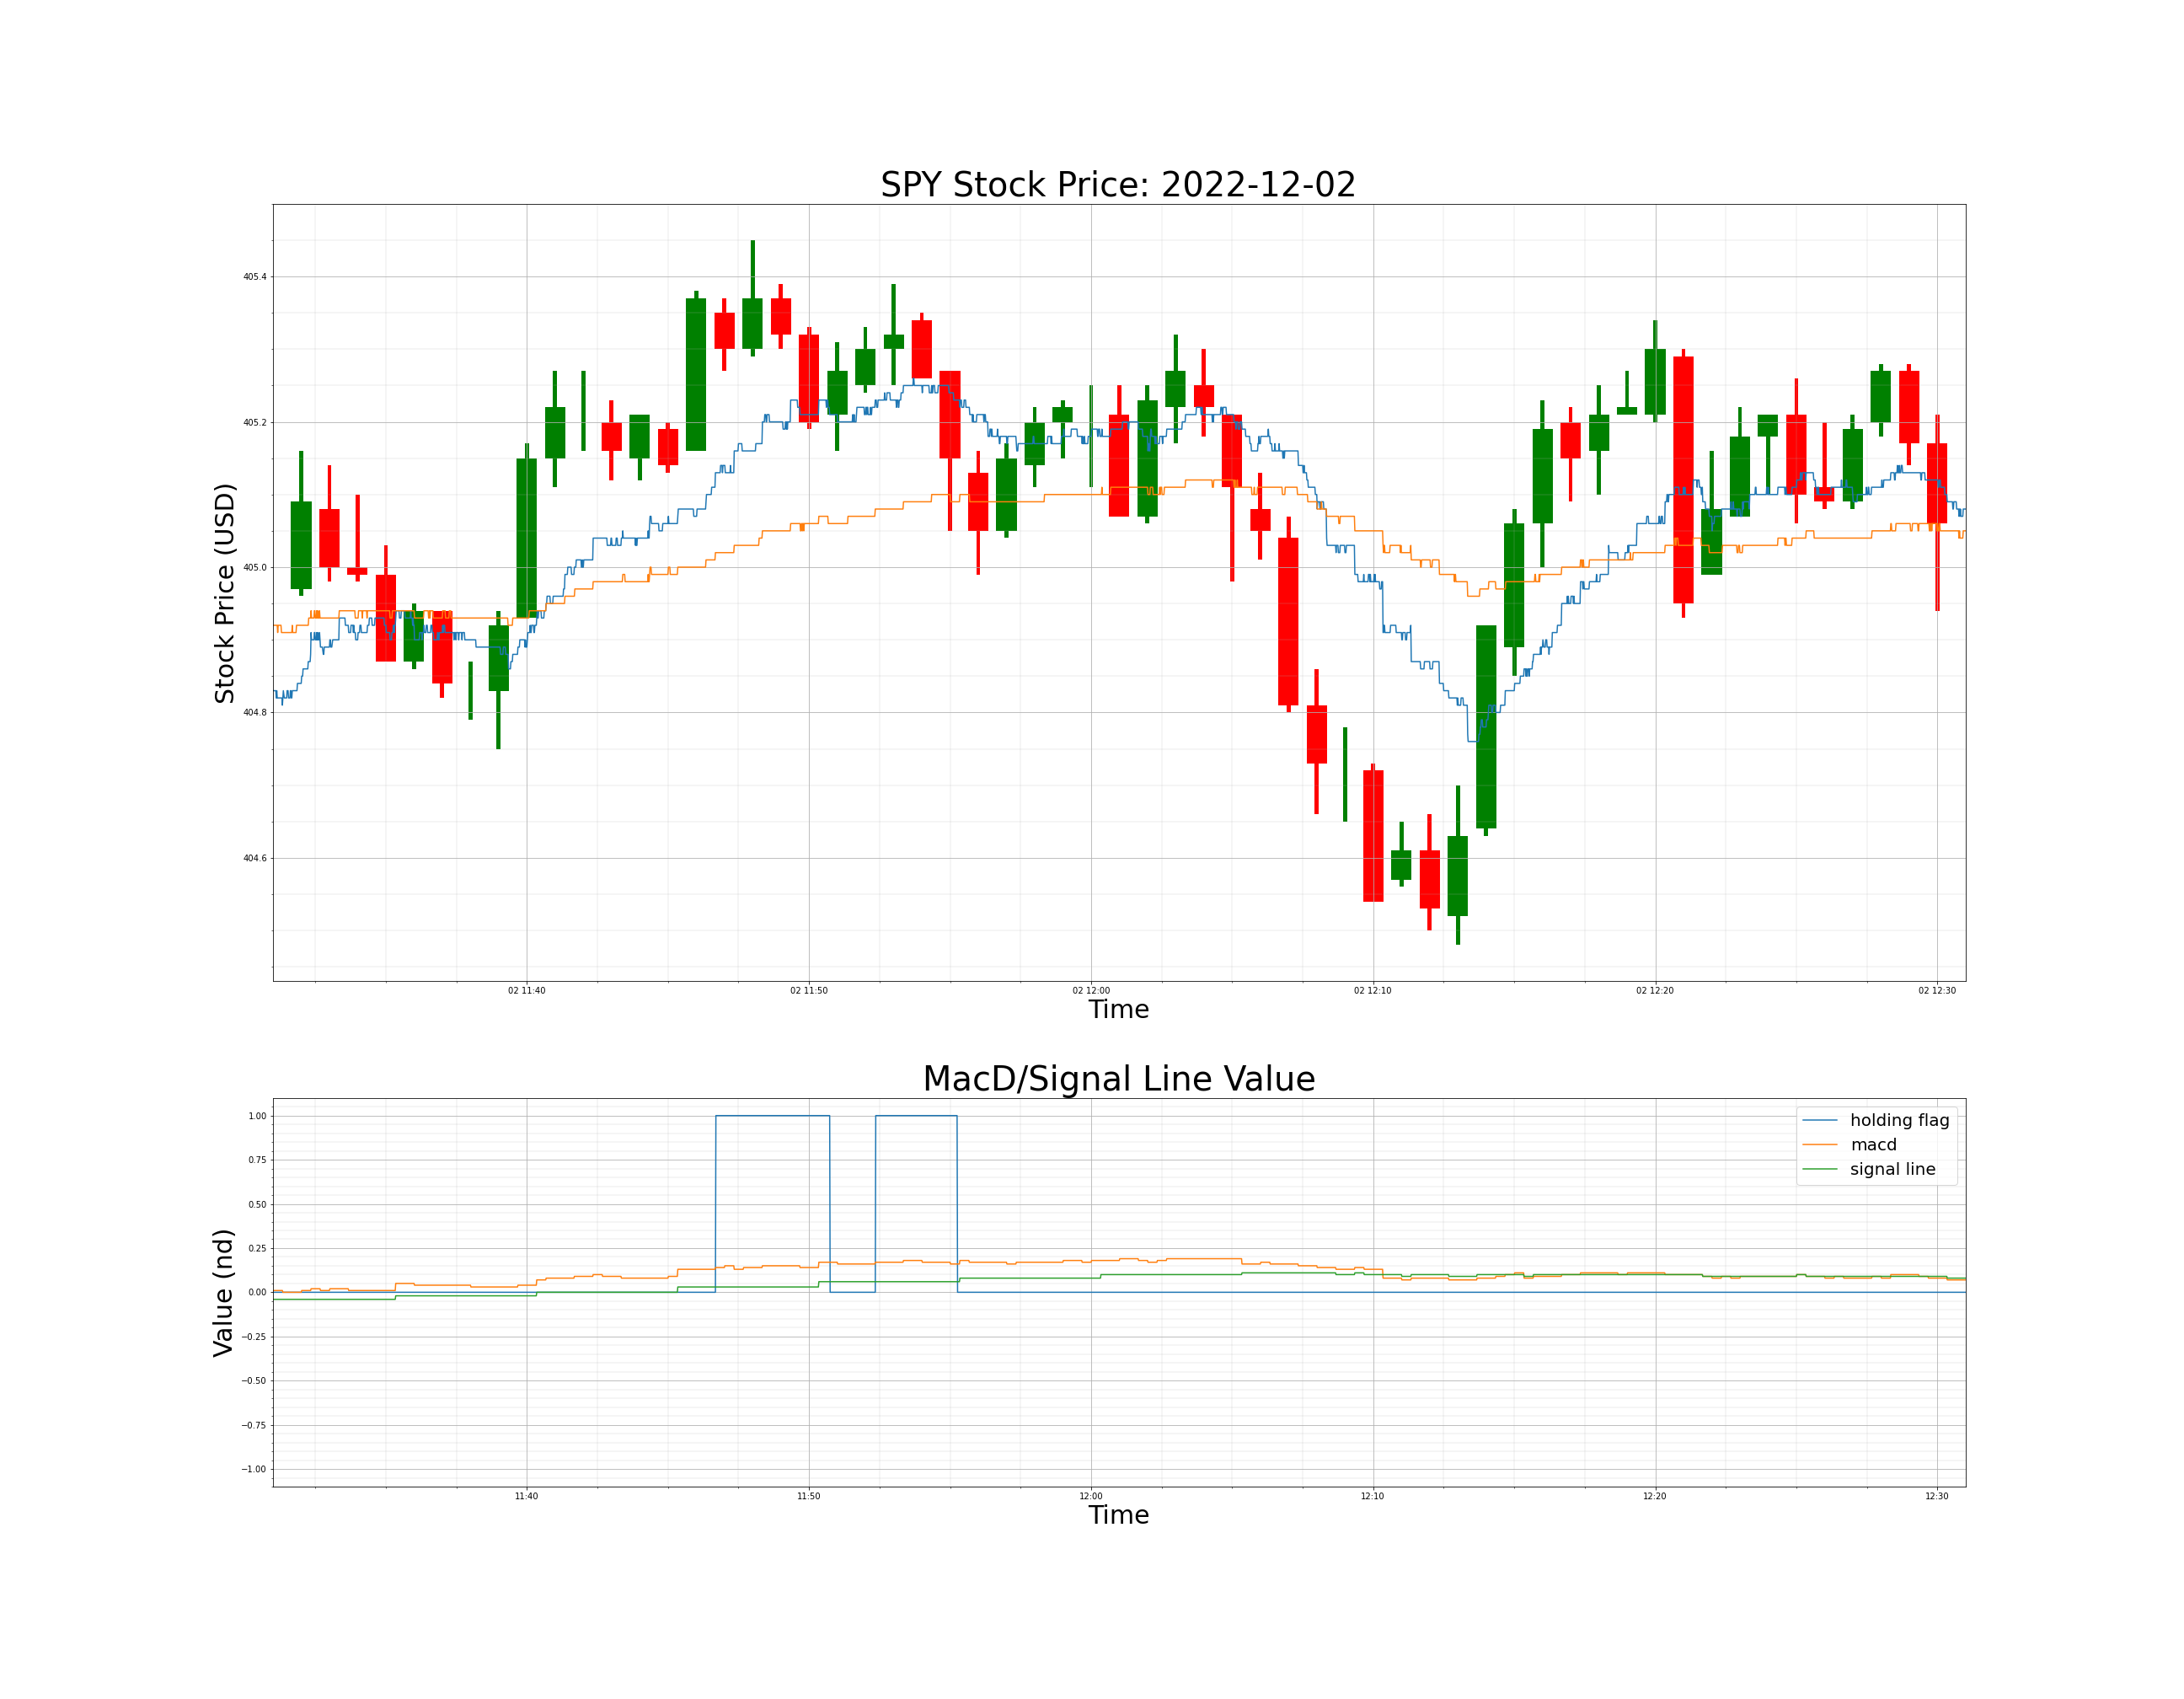 SPY Stock Price: 2022-12-02
Stock Price (USD)
405.4
405.2
405.0
404.8
404.6
02 11:40 02 11:50 02 12:00 02 12:10 02 12:20 02 12:30
Time
MacD/Signal Line Value
Value (nd)
1.00
0.75
0.50
0.25
0.00
−0.25
−0.50
−0.75
−1.00
holding flag
macd
signal line
11:40 11:50 12:00 12:10 12:20 12:30
Time